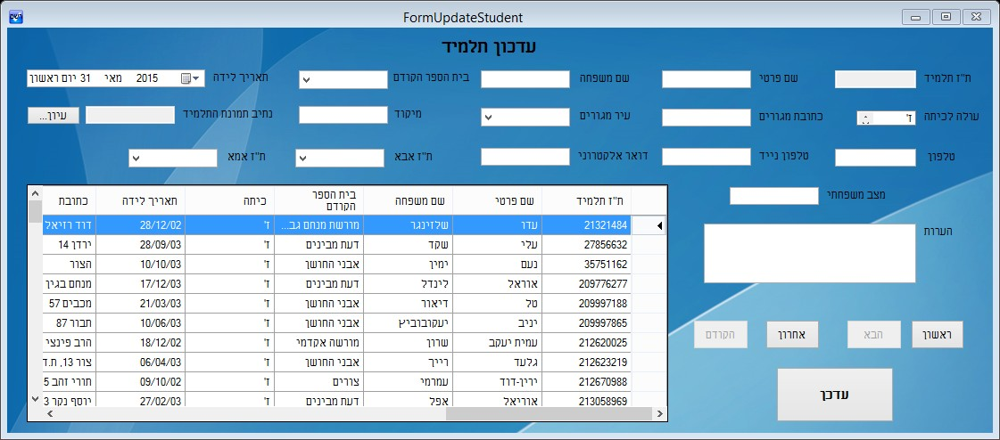 FormUpdateStudent
עדכון תלמיד
ת"ז תלמיד שם פרטי שם משפחה בית הספר הקודם תאריך לידה 31 יום ראשון מאי 2015
עולה לכיתה ד' כתובת מגורים עיר מגורים מיקוד נתיב תמונת התלמיד עיון...
טלפון טלפון נייד דואר אלקטרוני ת"ז אבא ת"ז אמא
מצב משפחתי
הערות
ת"ז תלמיד שם פרטי שם משפחה בית הספר הקודם כיתה תאריך לידה כתובת
21321484 עדו שלזינגר מורשת מנחם גב... ד' 28/12/02 דוד רזיאל
27856632 עלי שקד דעת מבינים ד' 28/09/03 ירדן 14
35751162 נעם ימין אבני החושן ד' 10/10/03 הצור
209776277 אוראל לינדל דעת מבינים ד' 17/12/03 מנחם בגין
209997188 טל דיאור אבני החושן ד' 21/03/03 מכבים 57
209997865 יניב יעקובוביץ אבני החושן ד' 10/06/03 תבור 87
212620025 עמית יעקב שרון מורשה אקדמי ד' 18/12/02 הרב פינצי
212623219 גלעד רייך אבני החושן ד' 06/04/03 צור 13, ת.ד
212670988 ירין-דוד עמרמי צורים ד' 09/10/02 תורי זהב 5
213058969 אוריאל אפל דעת מבינים ד' 27/02/03 יוסף נקר 3
ראשון הבא אחרון הקודם
עדכן